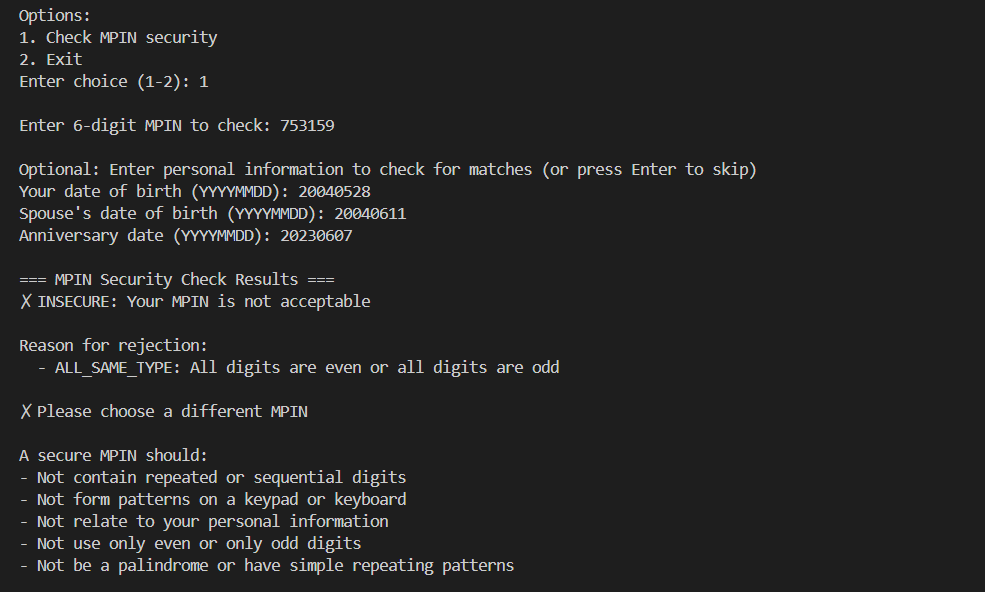 Options:
1. Check MPIN security
2. Exit
Enter choice (1-2): 1
Enter 6-digit MPIN to check: 753159
Optional: Enter personal information to check for matches (or press Enter to skip)
Your date of birth (YYYYMMDD): 20040528
Spouse's date of birth (YYYYMMDD): 20040611
Anniversary date (YYYYMMDD): 20230607
=== MPIN Security Check Results ===
╳ INSECURE: Your MPIN is not acceptable
Reason for rejection:
  - ALL_SAME_TYPE: All digits are even or all digits are odd
╳ Please choose a different MPIN
A secure MPIN should:
- Not contain repeated or sequential digits
- Not form patterns on a keypad or keyboard
- Not relate to your personal information
- Not use only even or only odd digits
- Not be a palindrome or have simple repeating patterns